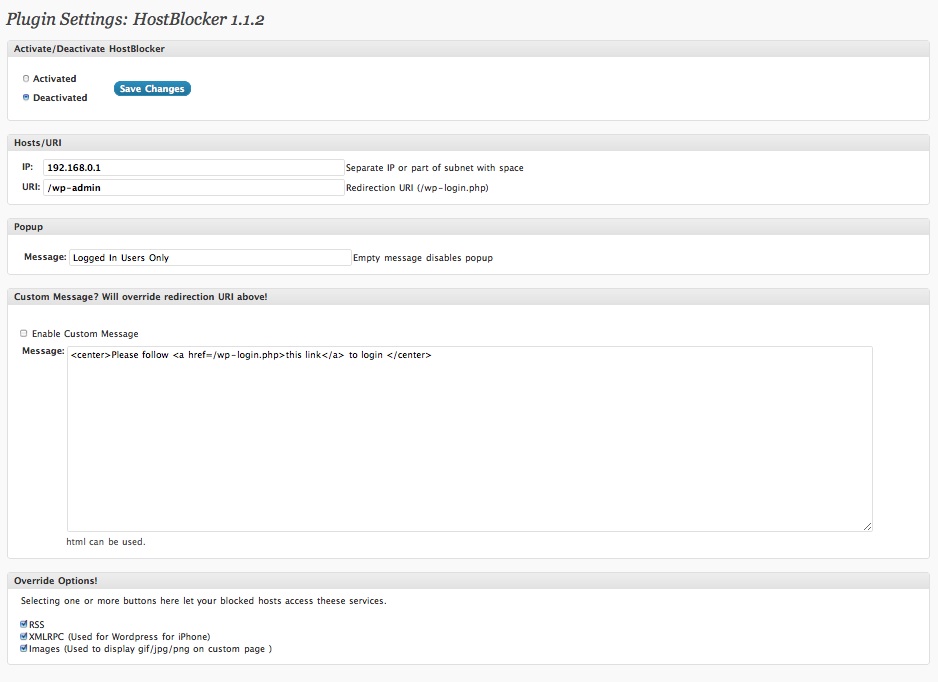 Plugin Settings: HostBlocker 1.1.2
Activate/Deactivate HostBlocker
Activated
Save Changes
Deactivated
Hosts/URI
IP: 192.168.0.1 Separate IP or part of subnet with space
URI: /wp-admin Redirection URI (/wp-login.php)
Popup
Message: Logged In Users Only Empty message disables popup
Custom Message? Will override redirection URI above!
Enable Custom Message
Message: <center>Please follow <a href=/wp-login.php>this link</a> to login </center>
html can be used.
Override Options!
Selecting one or more buttons here let your blocked hosts access theese services.
RSS
XMLRPC (Used for Wordpress for iPhone)
Images (Used to display gif/jpg/png on custom page )